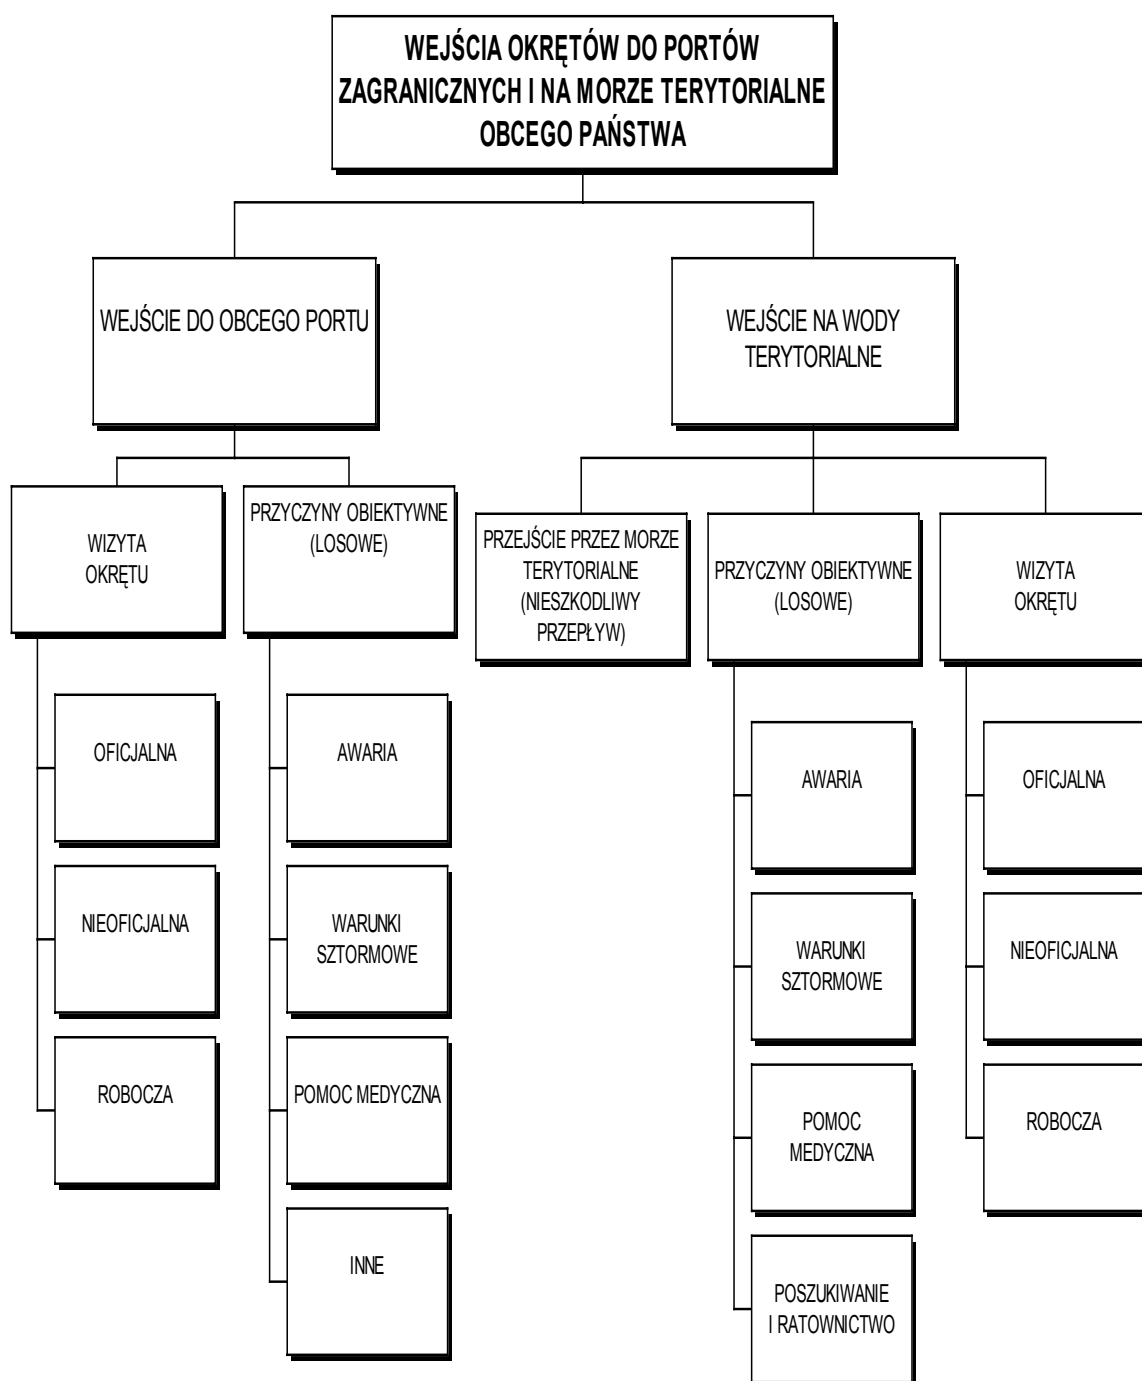 WEJŚCIA OKRĘTÓW DO PORTÓW
ZAGRANICZNYCH I NA MORZE TERYTORIALNE
OBCEGO PAŃSTWA
WEJŚCIE DO OBCEGO PORTU
WEJŚCIE NA WODY
TERYTORIALNE
WIZYTA
OKRĘTU
PRZYCZYNY OBIEKTYWNE
(LOSOWE)
PRZEJŚCIE PRZEZ MORZE
TERYTORIALNE
(NIESZKODLIWY
PRZEPŁYW)
PRZYCZYNY OBIEKTYWNE
(LOSOWE)
WIZYTA
OKRĘTU
OFICJALNA
NIEOFICJALNA
ROBOCZA
AWARIA
WARUNKI
SZTORMOWE
POMOC MEDYCZNA
INNE
AWARIA
WARUNKI
SZTORMOWE
POMOC
MEDYCZNA
POSZUKIWANIE
I RATOWNICTWO
OFICJALNA
NIEOFICJALNA
ROBOCZA